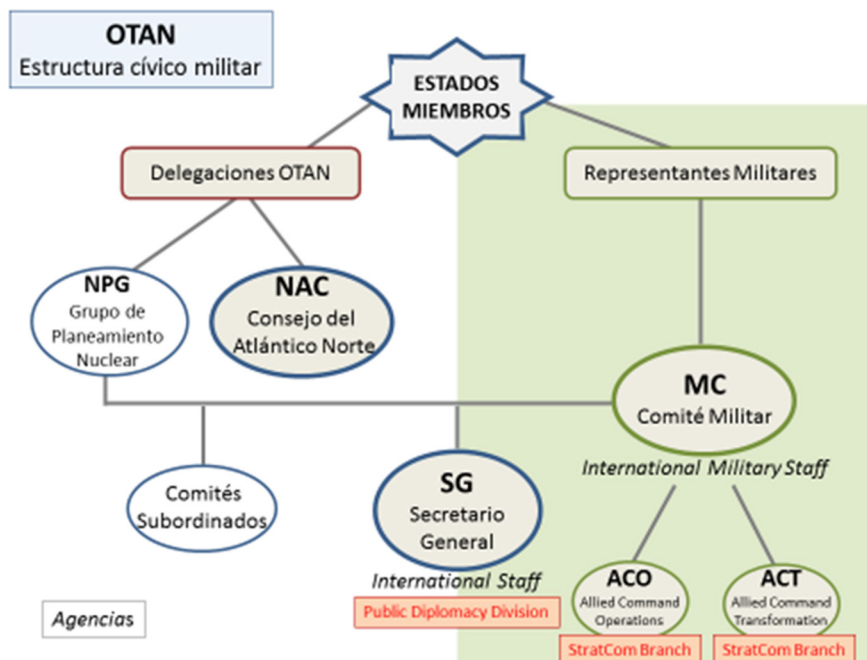 OTAN
Estructura cívico militar
ESTADOS
MIEMBROS
Delegaciones OTAN
Representantes Militares
NPG
Grupo de
Planeamiento
Nuclear
NAC
Consejo del
Atlántico Norte
MC
Comité Militar
International Military Staff
Comités
Subordinados
SG
Secretario
General
International Staff
Public Diplomacy Division
ACO
Allied Command
Operations
StratCom Branch
ACT
Allied Command
Transformation
StratCom Branch
Agencias